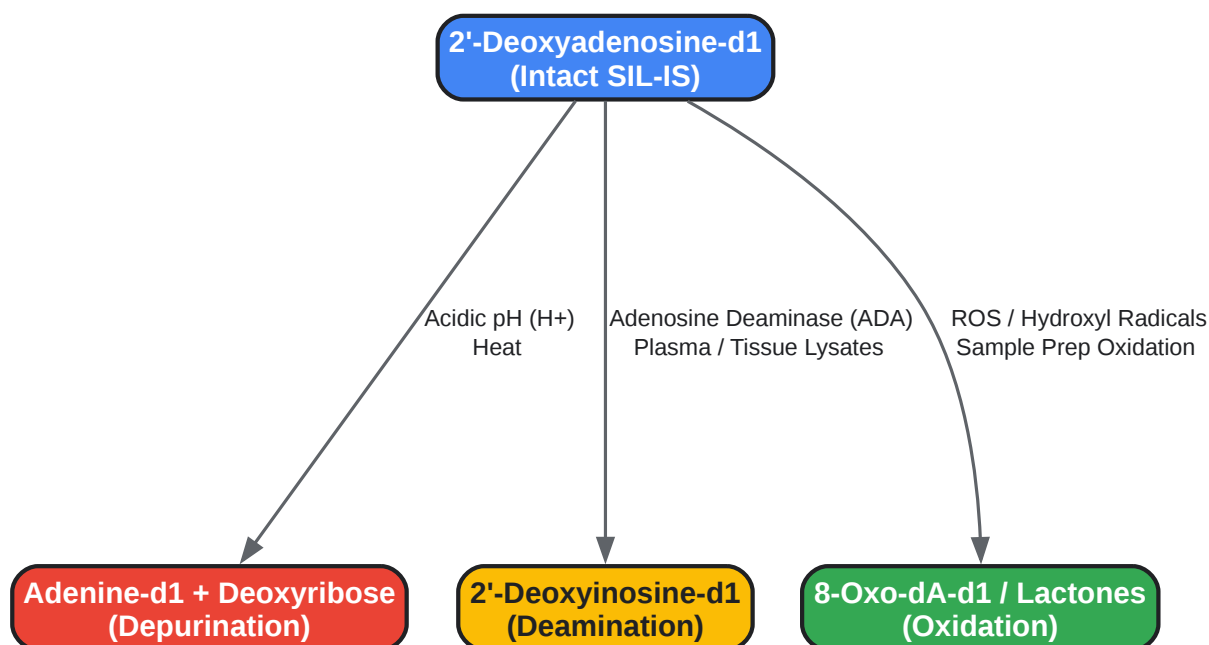 2'-Deoxyadenosine-d1
(Intact SIL-IS)
Acidic pH (H+)
Heat
Adenosine Deaminase (ADA)
Plasma / Tissue Lysates
ROS / Hydroxyl Radicals
Sample Prep Oxidation
Adenine-d1 + Deoxyribose
(Depurination)
2'-Deoxyinosine-d1
(Deamination)
8-Oxo-dA-d1 / Lactones
(Oxidation)